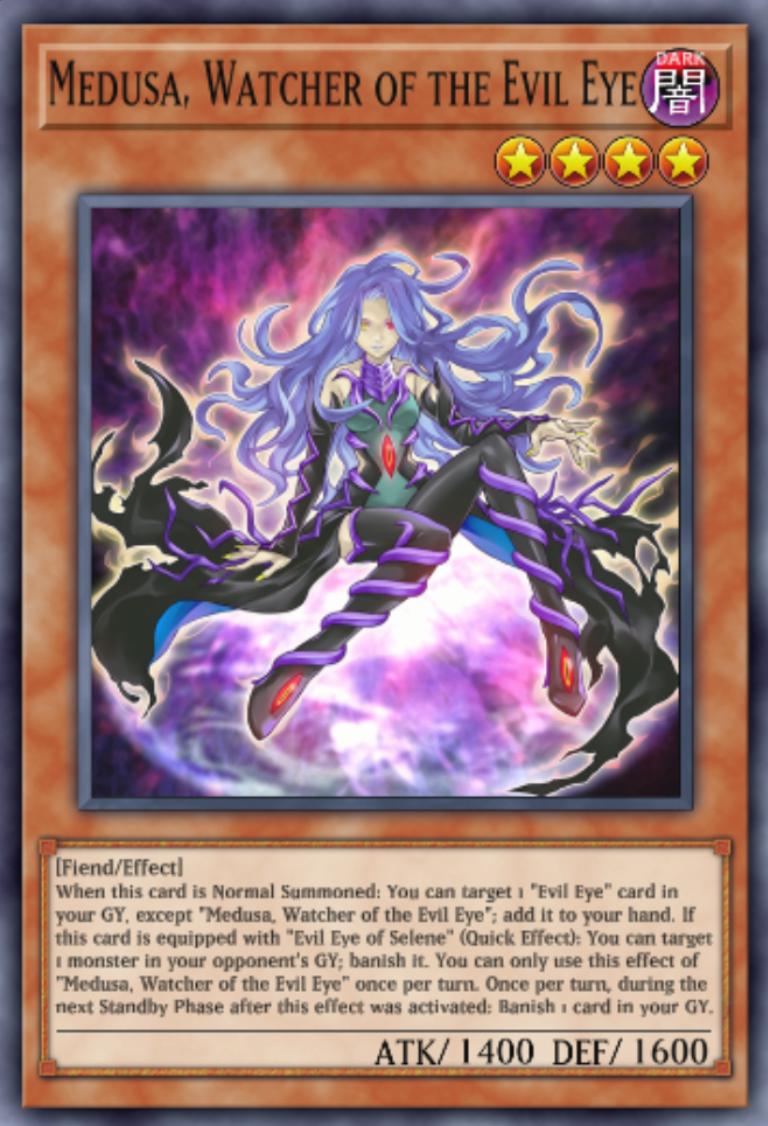 Medusa, Watcher of the Evil Eye
DARK
闇
[Fiend/Effect]
When this card is Normal Summoned: You can target 1 "Evil Eye" card in
your GY, except "Medusa, Watcher of the Evil Eye"; add it to your hand. If
this card is equipped with "Evil Eye of Selene" (Quick Effect): You can target
1 monster in your opponent's GY; banish it. You can only use this effect of
"Medusa, Watcher of the Evil Eye" once per turn. Once per turn, during the
next Standby Phase after this effect was activated: Banish 1 card in your GY.
ATK/ 1400 DEF/ 1600